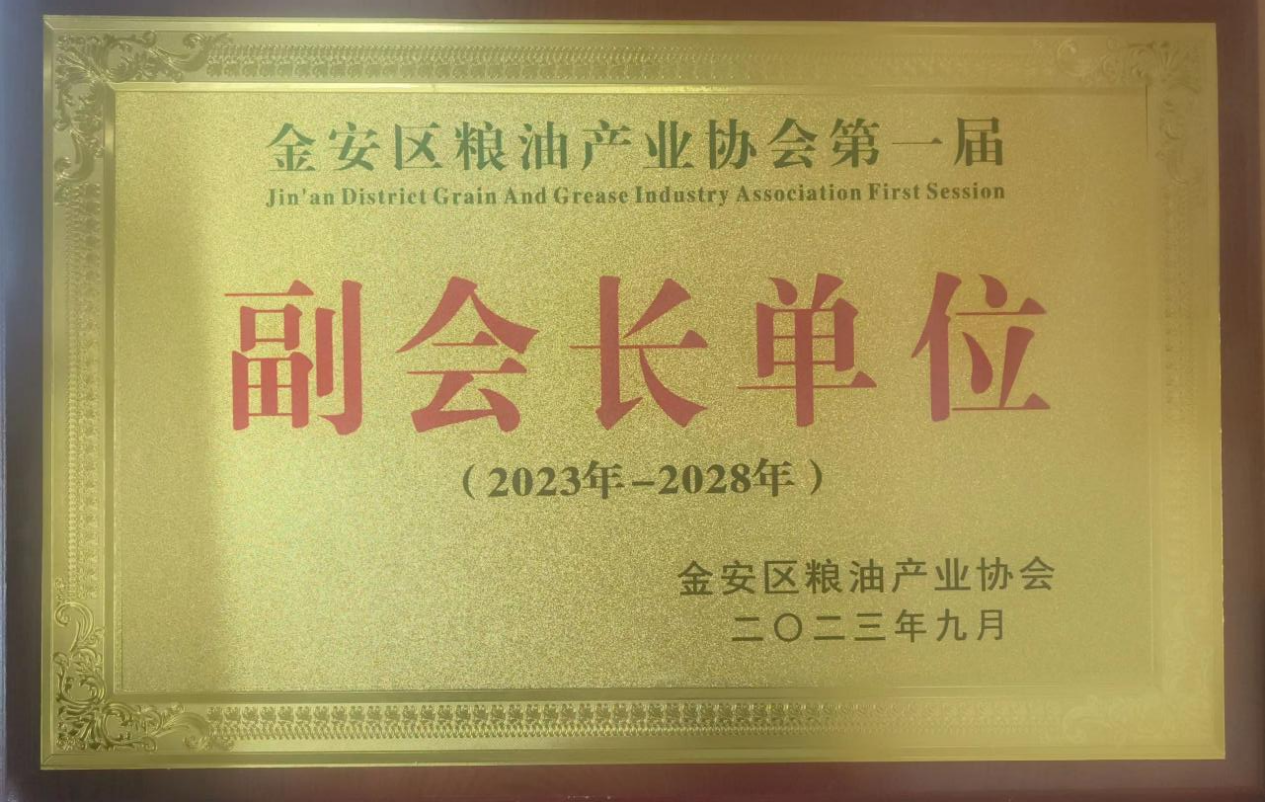 金安区粮油产业协会第一届
Jin'an District Grain And Grease Industry Association First Session
副会长单位
（2023年-2028年）
金安区粮油产业协会
二〇二三年九月